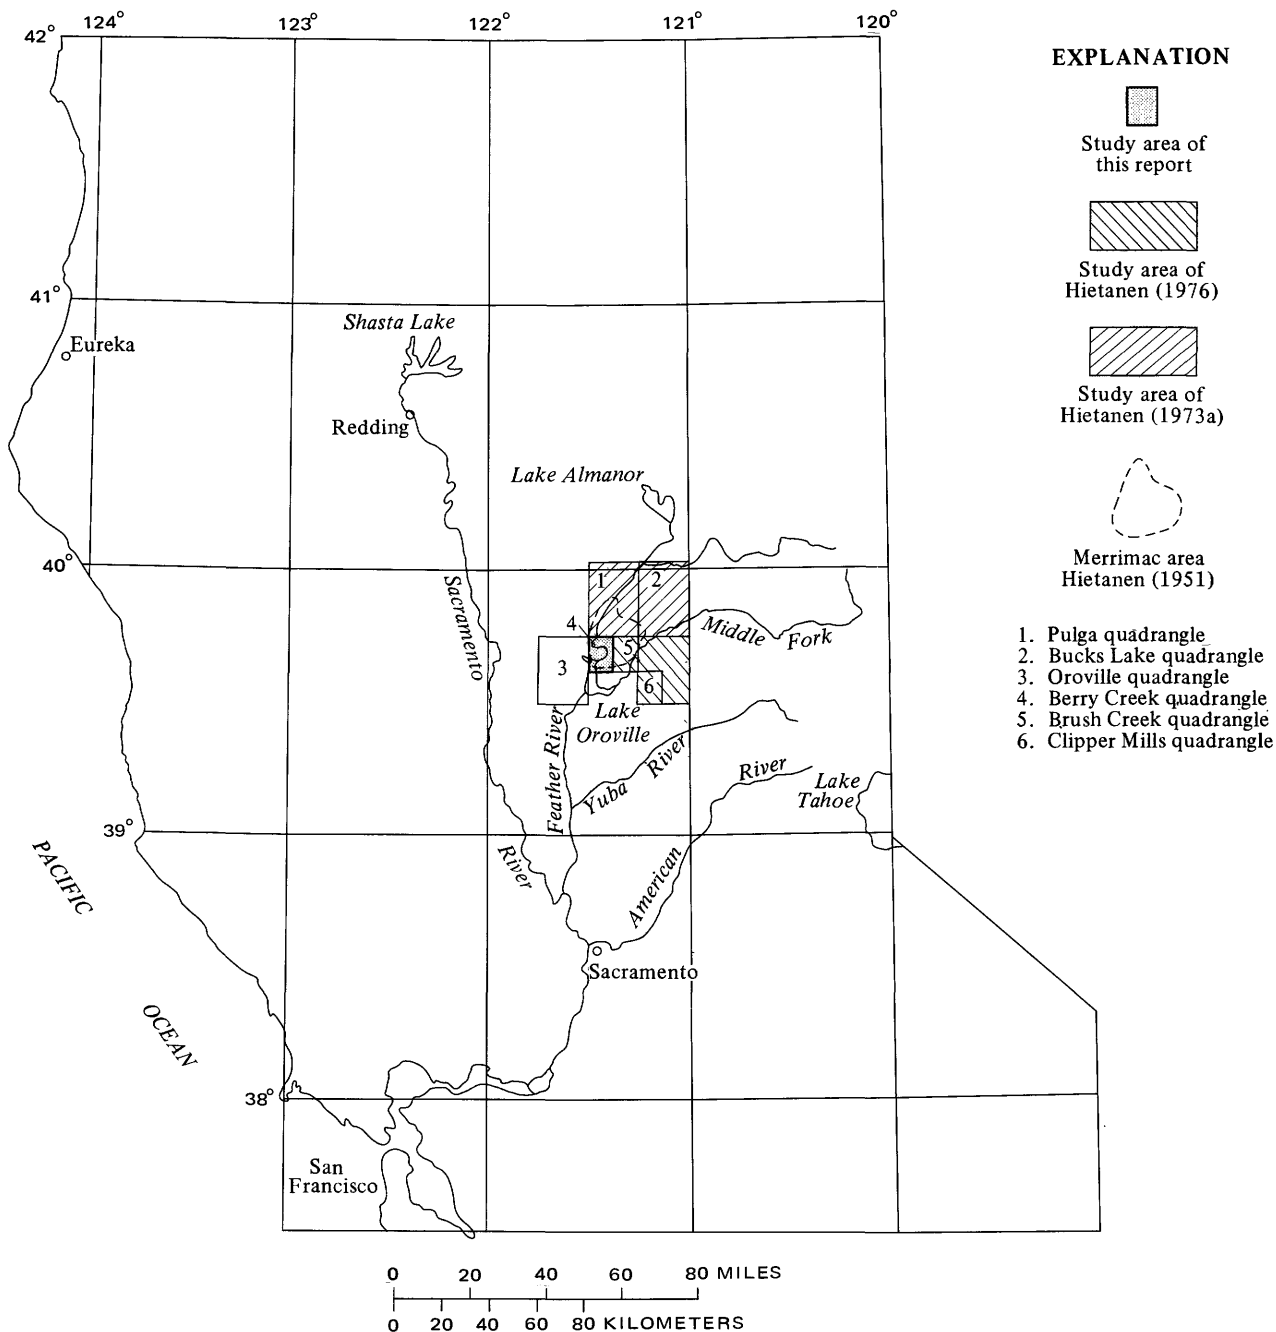 124° 123° 122° 121° 120°
42°
41°
40°
39°
38°
Eureka
Shasta Lake
Redding
Lake Almanor
Sacramento
River
1
2
3
4
5
6
Middle Fork
Lake
Oroville
Feather River
Yuba River
American River
Lake
Tahoe
Sacramento
PACIFIC
OCEAN
San
Francisco
0 20 40 60 80 MILES
0 20 40 60 80 KILOMETERS
EXPLANATION
Study area of
this report
Study area of
Hietanen (1976)
Study area of
Hietanen (1973a)
Merrimac area
Hietanen (1951)
1. Pulga quadrangle
2. Bucks Lake quadrangle
3. Oroville quadrangle
4. Berry Creek quadrangle
5. Brush Creek quadrangle
6. Clipper Mills quadrangle